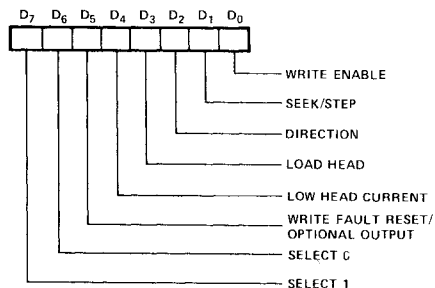 D7 D6 D5 D4 D3 D2 D1 D0
WRITE ENABLE
SEEK/STEP
DIRECTION
LOAD HEAD
LOW HEAD CURRENT
WRITE FAULT RESET/
OPTIONAL OUTPUT
SELECT 0
SELECT 1